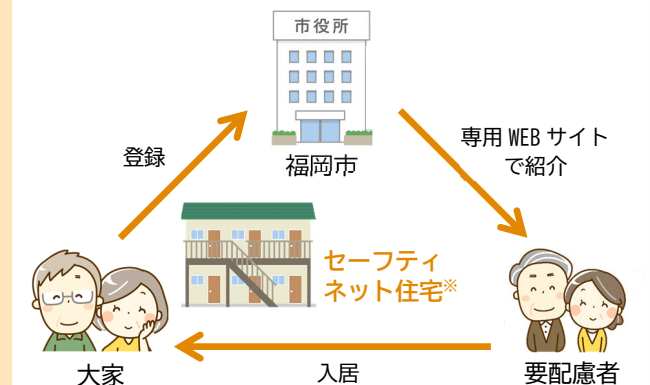 市役所
福岡市
登録
専用 WEB サイト
で紹介
セーフティ
ネット住宅※
大家
入居
要配慮者